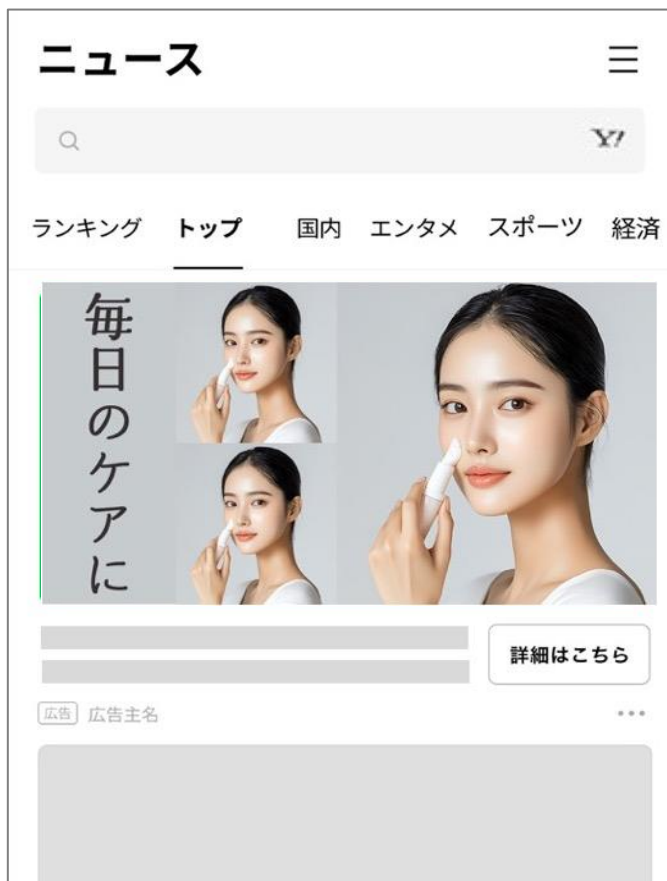 ニュース
Y!
ランキング トップ 国内 エンタメ スポーツ 経済
毎日のケアに
詳細はこちら
広告 広告主名